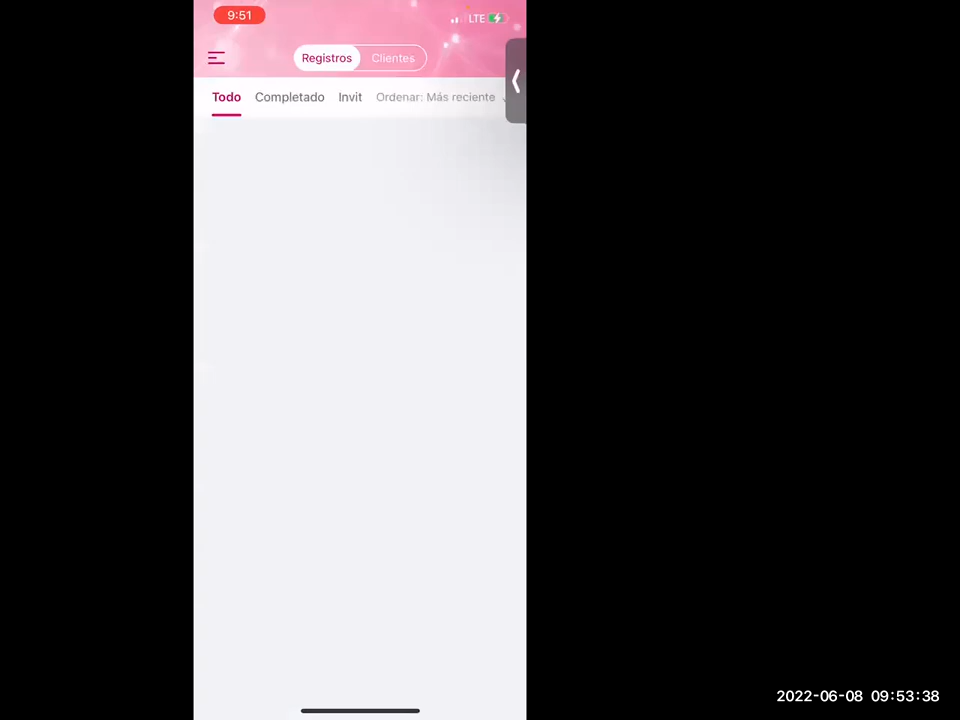 9:51
LTE
Registros Clientes
Todo Completado Invit Ordenar: Más reciente
2022-06-08 09:53:38